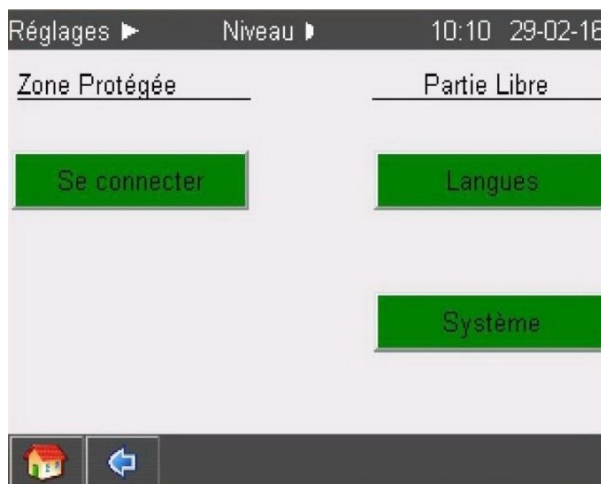 Réglages ► Niveau 10:10 29-02-16
Zone Protégée Partie Libre
Se connecter Langues
Système